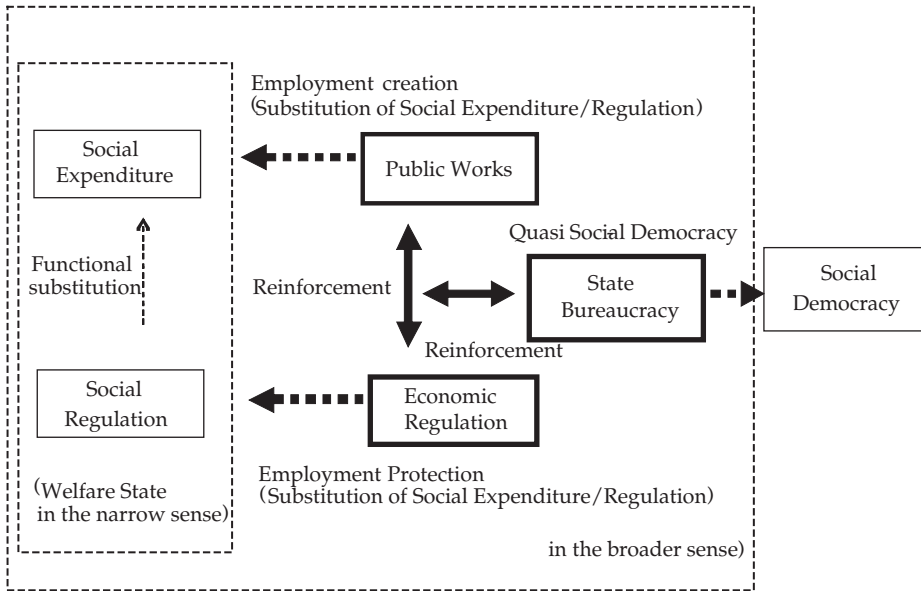 Employment creation
(Substitution of Social Expenditure/Regulation)
Social
Expenditure
Public Works
Quasi Social Democracy
Functional
substitution
Reinforcement
State
Bureaucracy
Social
Democracy
Reinforcement
Social
Regulation
Economic
Regulation
Employment Protection
(Substitution of Social Expenditure/Regulation)
(Welfare State
in the narrow sense)
in the broader sense)